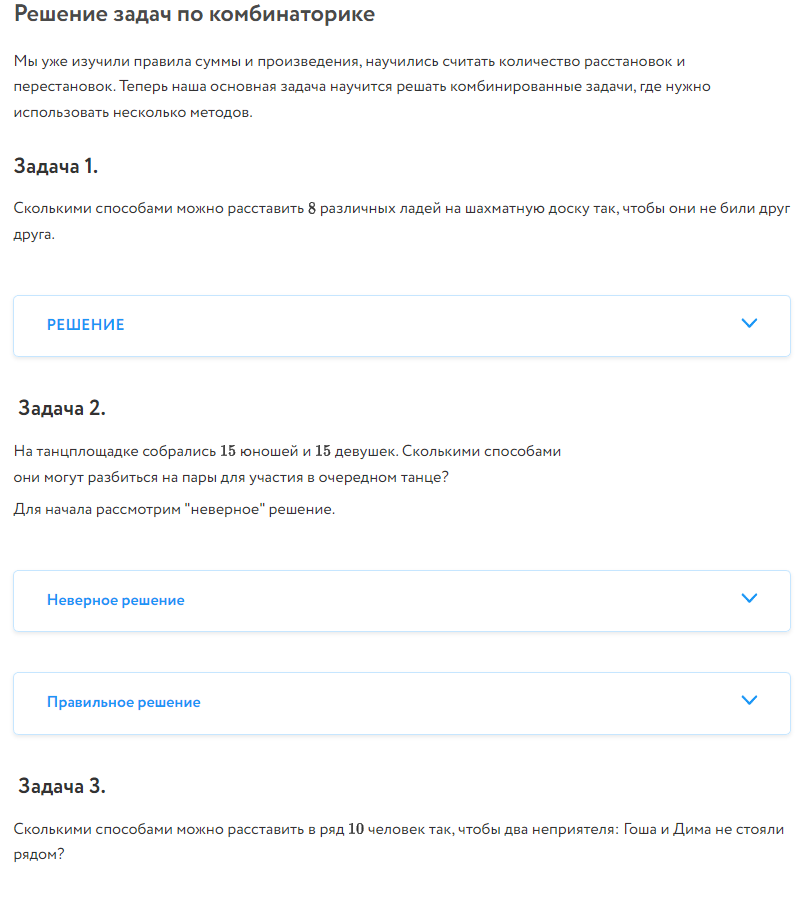 Решение задач по комбинаторике
Мы уже изучили правила суммы и произведения, научились считать количество расстановок и
перестановок. Теперь наша основная задача научится решать комбинированные задачи, где нужно
использовать несколько методов.
Задача 1.
Сколькими способами можно расставить 8 различных ладей на шахматную доску так, чтобы они не били друг
друга.
РЕШЕНИЕ
Задача 2.
На танцплощадке собрались 15 юношей и 15 девушек. Сколькими способами
они могут разбиться на пары для участия в очередном танце?
Для начала рассмотрим "неверное" решение.
Неверное решение
Правильное решение
Задача 3.
Сколькими способами можно расставить в ряд 10 человек так, чтобы два неприятеля: Гоша и Дима не стояли
рядом?